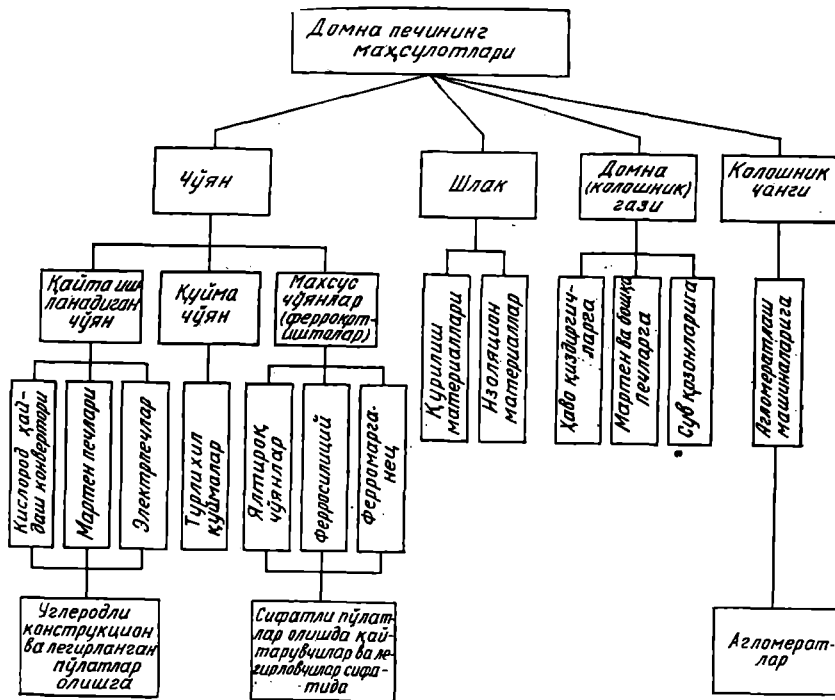 Домна печининг
маҳсулотлари
Чўян
Шлак
Домна
(колошник)
гази
Колошник
чанги
Қайта иш
ланадиган
чўян
Қуйма
чўян
Махсус
чўянлар
(ферроқот-
ишмалар)
Қурилиш
материаллари
Изоляцион
материаллар
Ҳаво қиздиргич-
ларга
Мартен ва бошқа
печларга
Сув қозонларига
Агломератлаш
машиналарига
Кислород ҳай-
даш конвертори
Мартен печлари
Электрпечлар
Турли хил
қуймалар
Ялтироқ
чўянлар
ферросилиций
ферромарга-
нец
Углеродли
конструкцион
ва легирланган
пўлатлар
олишга
Сифатли пўлат-
лар олишда қай-
тарувчилар ва ле-
гирловчилар сифа-
тида
Агломерат-
лар